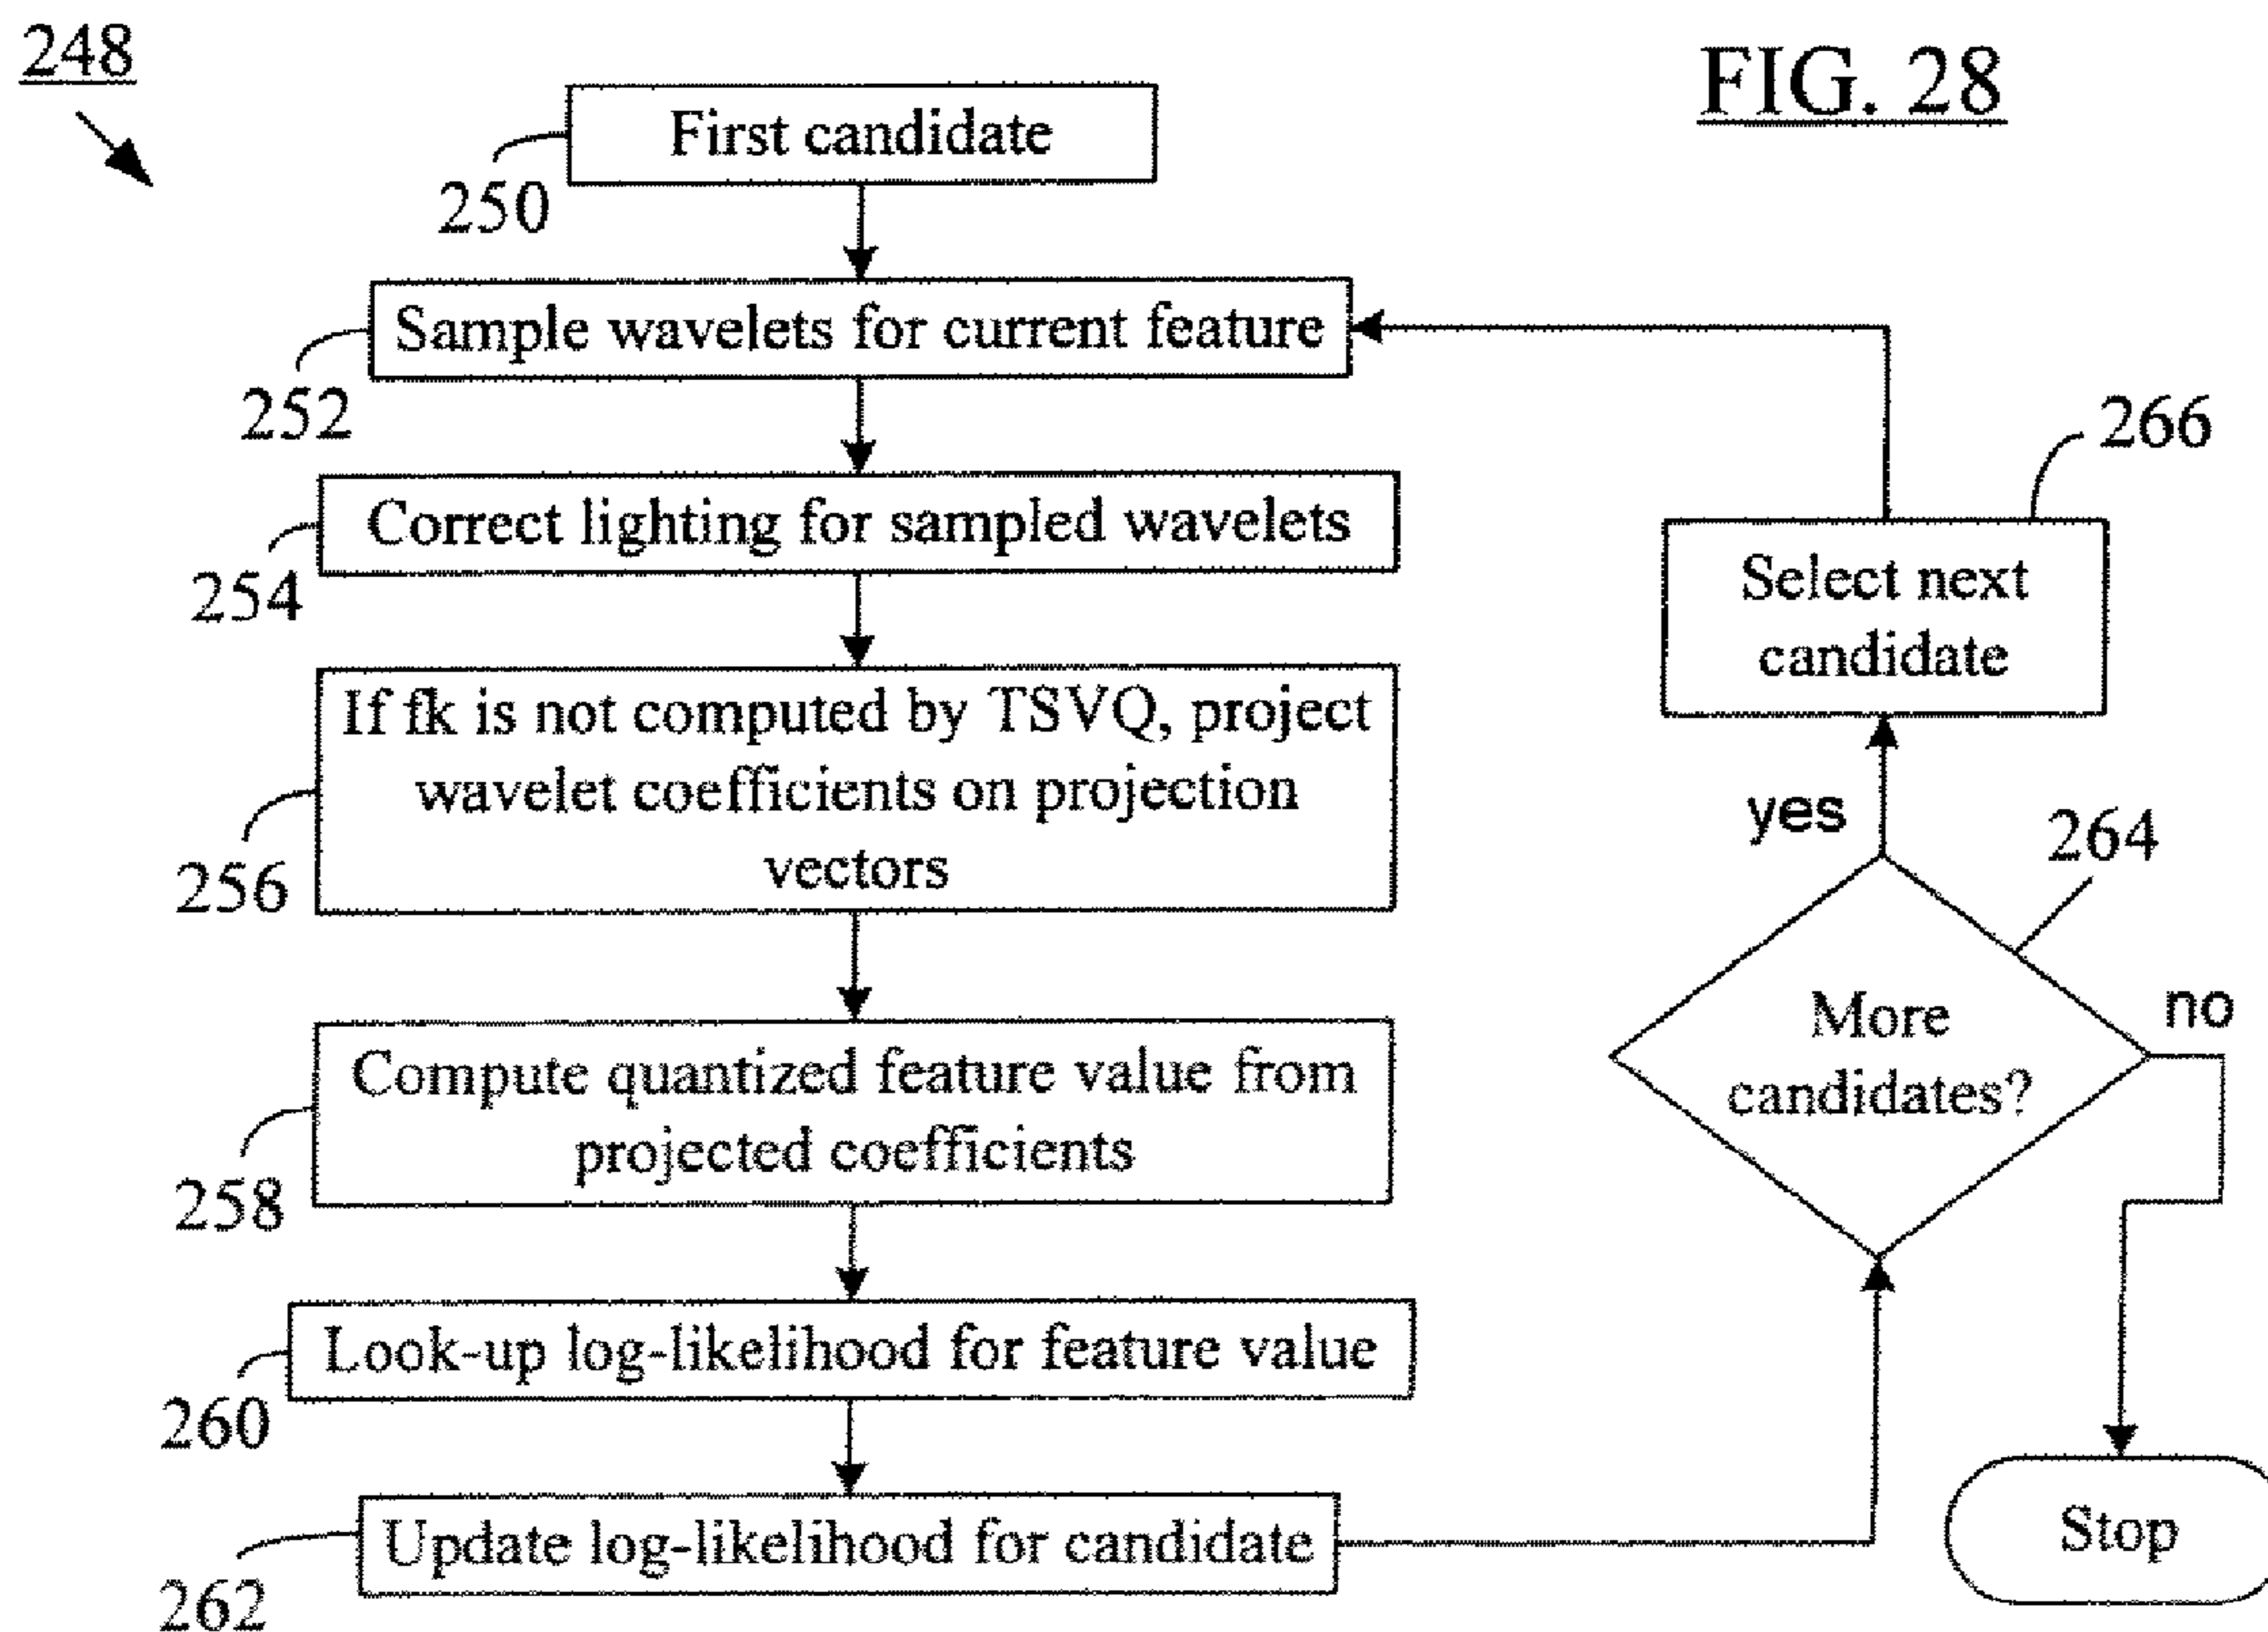 248
FIG. 28
First candidate
250
Sample wavelets for current feature
252
Correct lighting for sampled wavelets
254
If fk is not computed by TSVQ, project
wavelet coefficients on projection
vectors
256
Compute quantized feature value from
projected coefficients
258
Look-up log-likelihood for feature value
260
Update log-likelihood for candidate
262
266
Select next
candidate
yes
264
More
candidates?
no
Stop